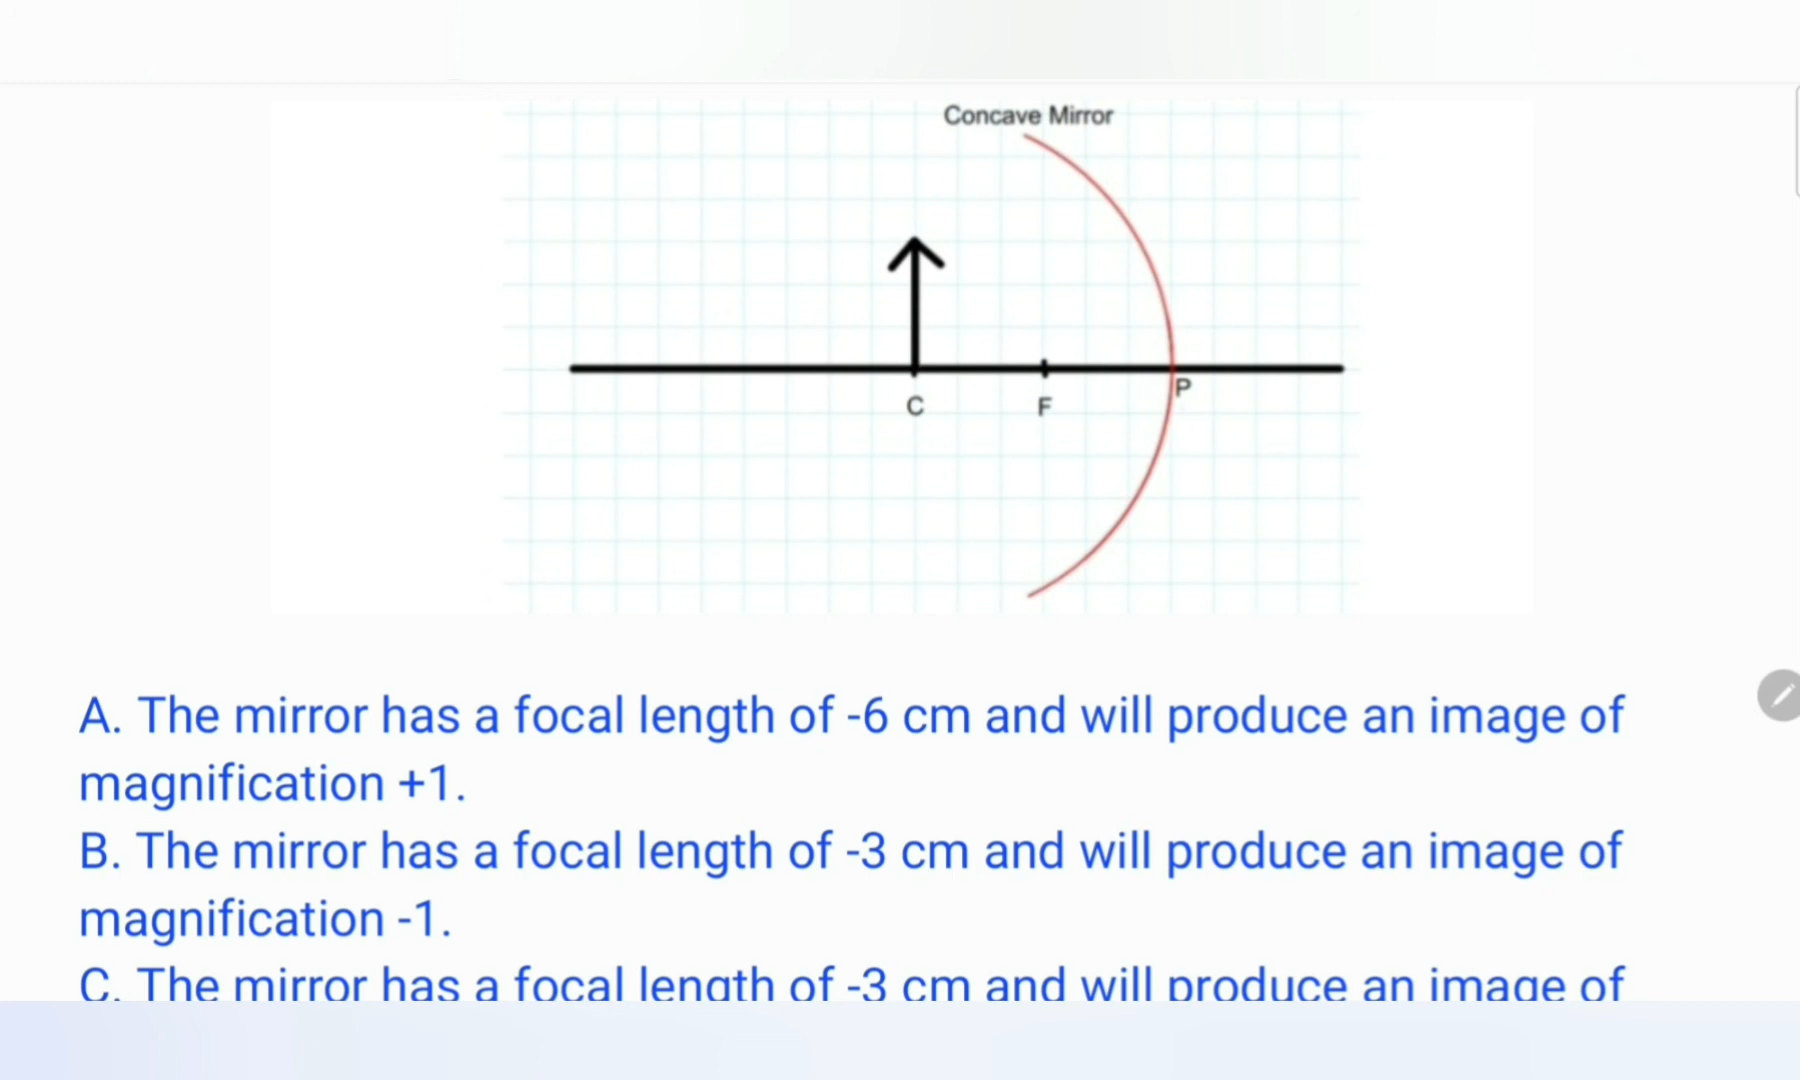 Concave Mirror
C
F
P
A. The mirror has a focal length of -6 cm and will produce an image of
magnification +1.
B. The mirror has a focal length of -3 cm and will produce an image of
magnification -1.
C. The mirror has a focal length of -3 cm and will produce an image of